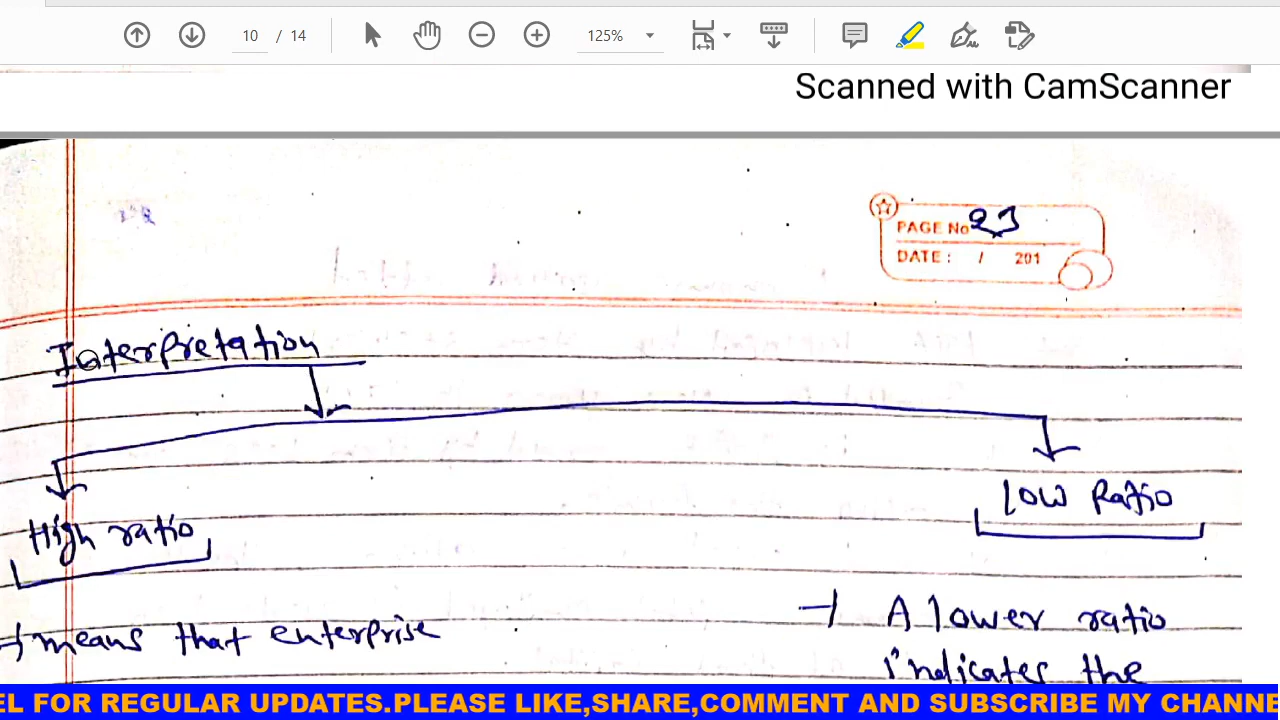 10 / 14
125%
Scanned with CamScanner
PAGE No 23
DATE : / 201
Interpretation
High ratio
Low Ratio
means that enterprise
A lower ratio
indicates the
EL FOR REGULAR UPDATES.PLEASE LIKE,SHARE,COMMENT AND SUBSCRIBE MY CHANNE